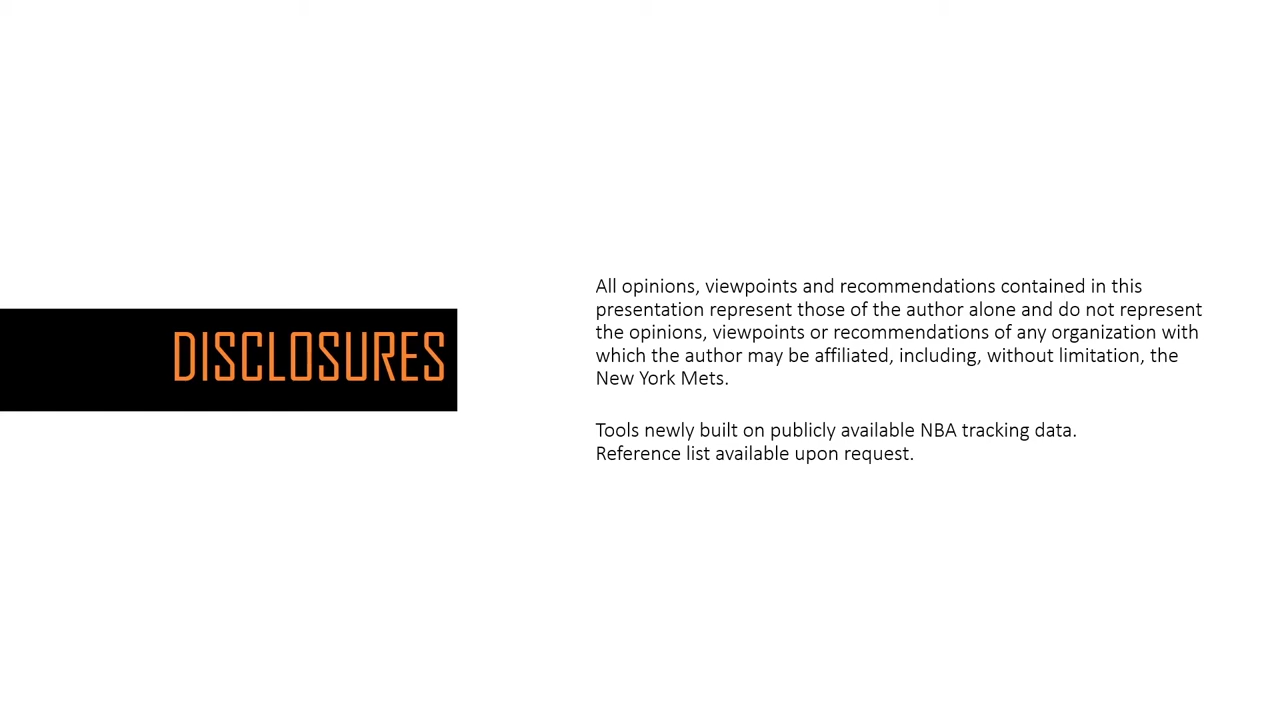 DISCLOSURES
All opinions, viewpoints and recommendations contained in this
presentation represent those of the author alone and do not represent
the opinions, viewpoints or recommendations of any organization with
which the author may be affiliated, including, without limitation, the
New York Mets.
Tools newly built on publicly available NBA tracking data.
Reference list available upon request.